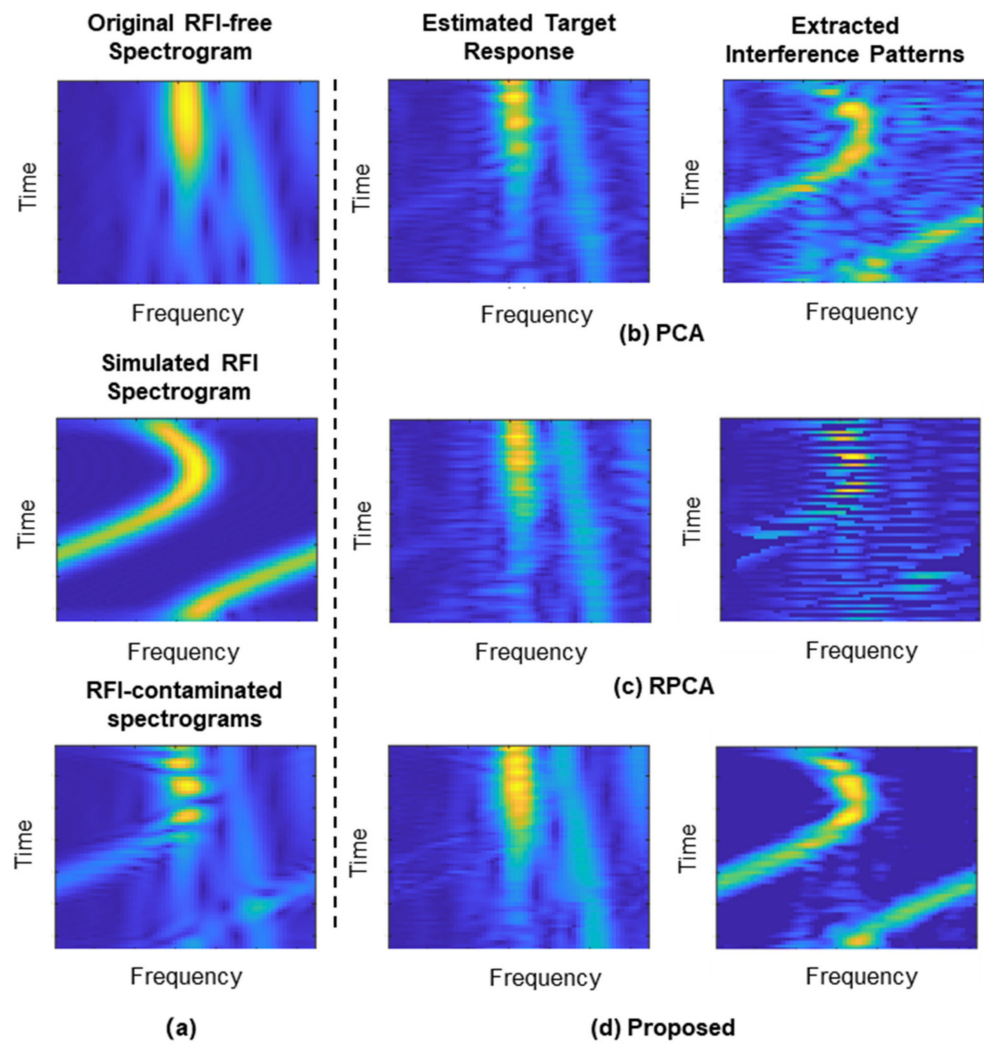 Original RFI-free
Spectrogram
Time
Frequency
Simulated RFI
Spectrogram
Time
Frequency
RFI-contaminated
spectrograms
Time
Frequency
(a)
Estimated Target
Response
Time
Frequency
Extracted
Interference Patterns
Time
Frequency
(b) PCA
Time
Frequency
Time
Frequency
(c) RPCA
Time
Frequency
Time
Frequency
(d) Proposed